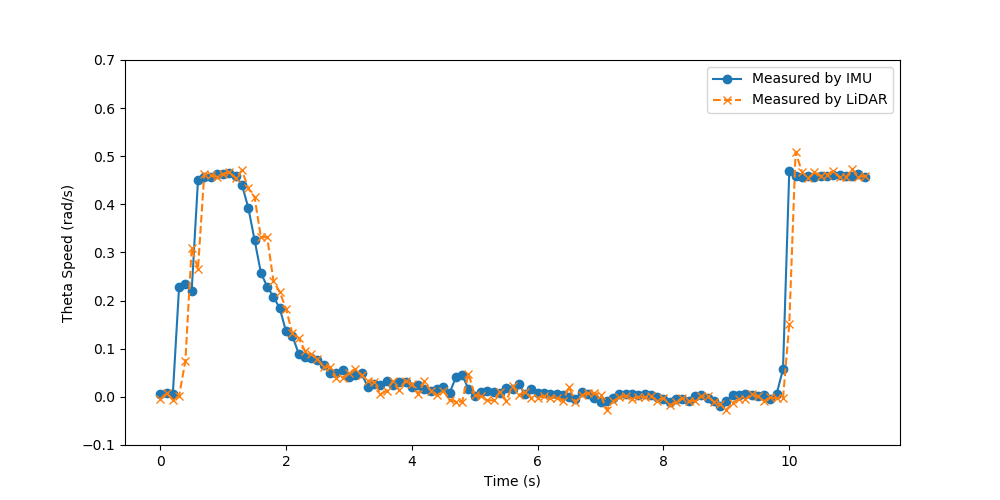 0.7
0.6
0.5
0.4
0.3
0.2
0.1
0.0
−0.1
Theta Speed (rad/s)
Measured by IMU
Measured by LiDAR
0 2 4 6 8 10
Time (s)